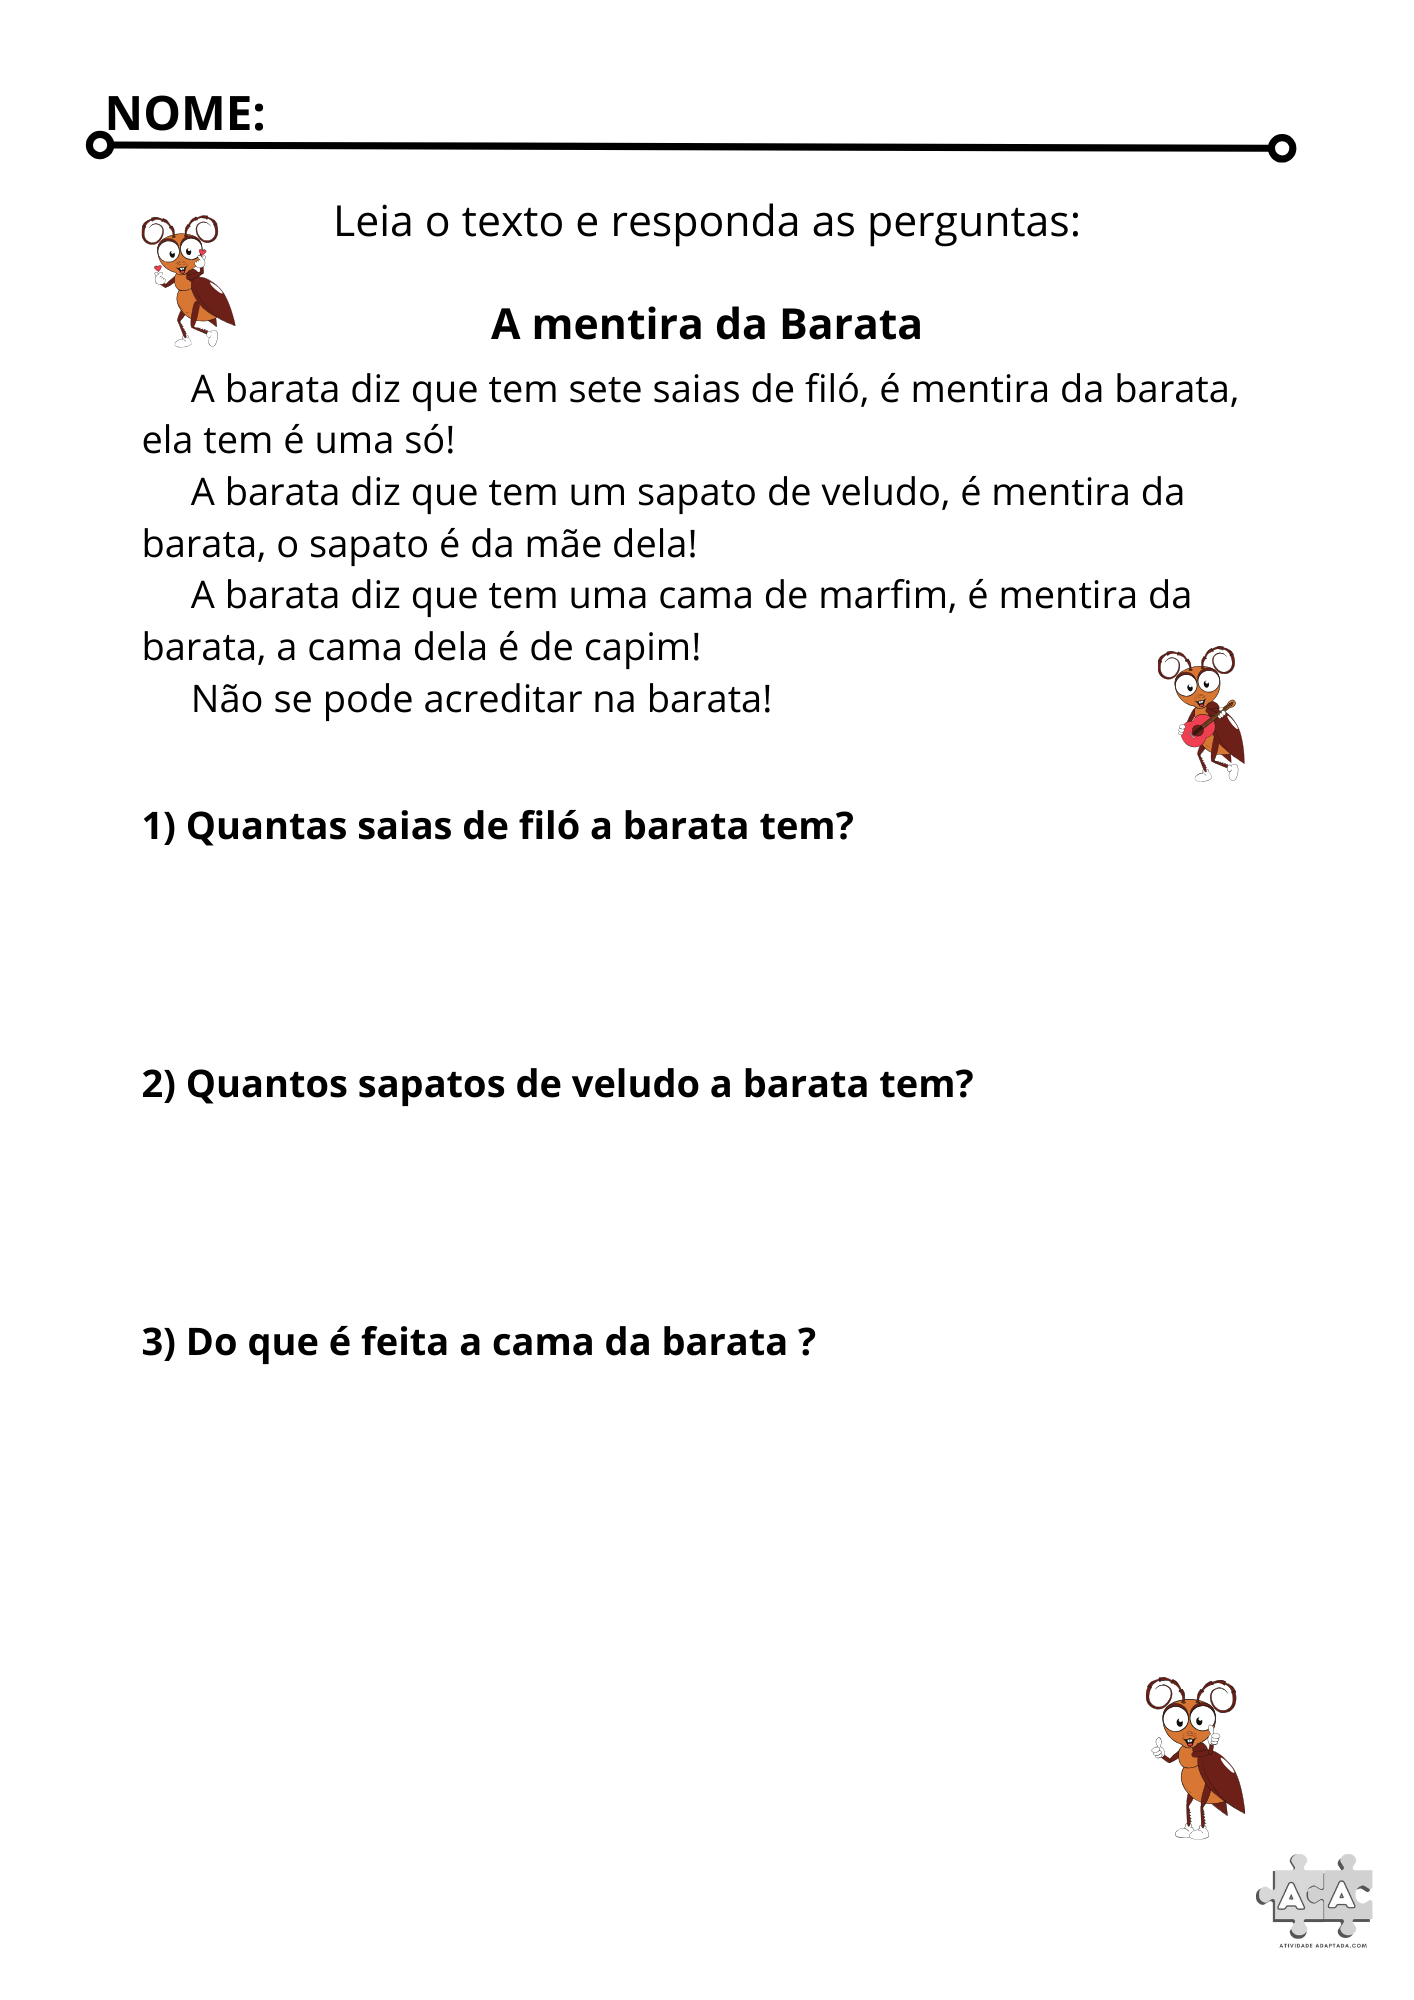 NOME:
Leia o texto e responda as perguntas:
A mentira da Barata
A barata diz que tem sete saias de filó, é mentira da barata,
ela tem é uma só!
A barata diz que tem um sapato de veludo, é mentira da
barata, o sapato é da mãe dela!
A barata diz que tem uma cama de marfim, é mentira da
barata, a cama dela é de capim!
Não se pode acreditar na barata!
1) Quantas saias de filó a barata tem?
2) Quantos sapatos de veludo a barata tem?
3) Do que é feita a cama da barata ?
A A
ATIVIDADE ADAPTADA.COM